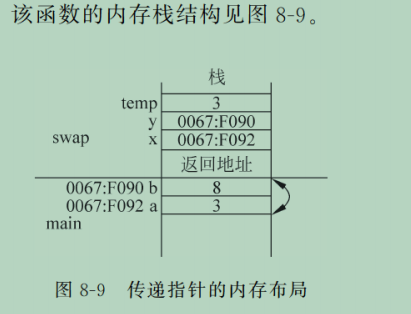 该函数的内存栈结构见图 8-9。
栈
temp 3
y 0067:F090
swap x 0067:F092
返回地址
0067:F090 b 8
0067:F092 a 3
main
图 8-9 传递指针的内存布局